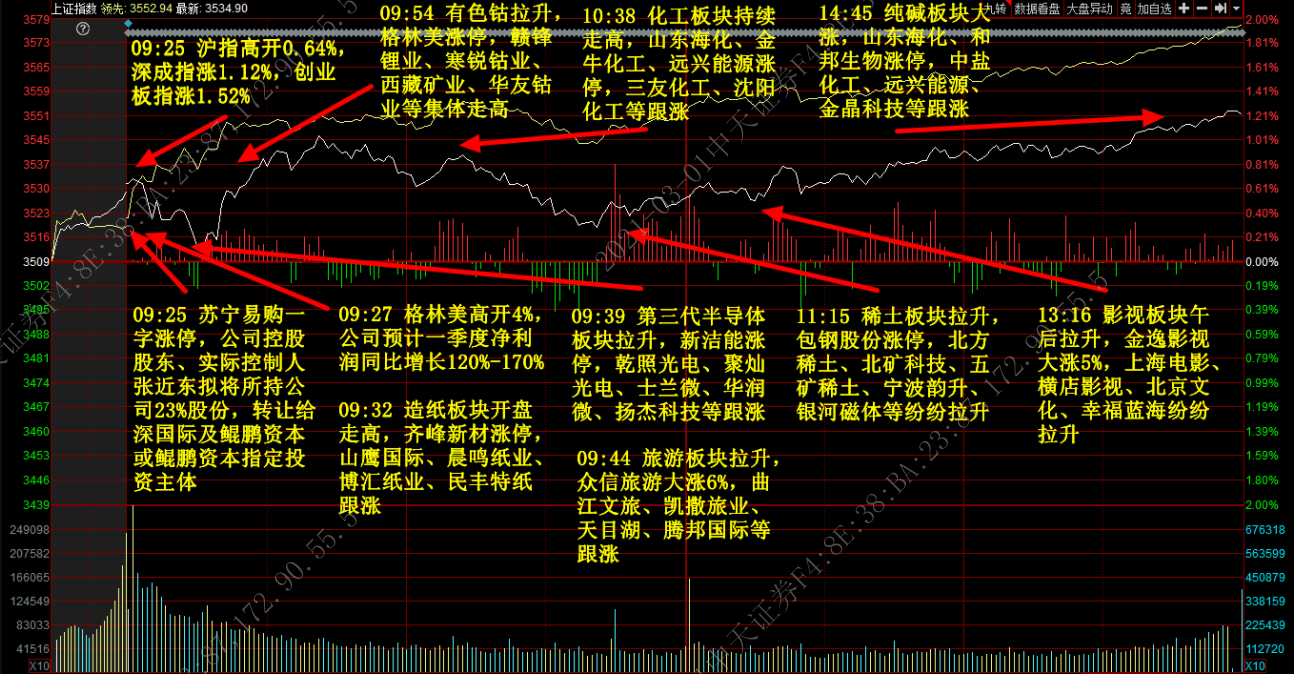 上证指数 领先: 3552.94 最新: 3534.90
九转 数据看盘 大盘异动 竞 加自选
09:25 沪指高开0.64%,
深成指涨1.12%, 创业
板指涨1.52%
09:54 有色钴拉升,
格林美涨停, 赣锋
锂业、寒锐钴业、
西藏矿业、华友钴
业等集体走高
10:38 化工板块持续
走高, 山东海化、金
牛化工、远兴能源涨
停, 三友化工、沈阳
化工等跟涨
14:45 纯碱板块大
涨, 山东海化、和
邦生物涨停, 中盐
化工、远兴能源、
金晶科技等跟涨
09:25 苏宁易购一
字涨停, 公司控股
股东、实际控制人
张近东拟将所持公
司23%股份, 转让给
深国际及鲲鹏资本
或鲲鹏资本指定投
资主体
09:27 格林美高开4%,
公司预计一季度净利
润同比增长120%-170%
09:32 造纸板块开盘
走高, 齐峰新材涨停,
山鹰国际、晨鸣纸业、
博汇纸业、民丰特纸
跟涨
09:39 第三代半导体
板块拉升, 新洁能涨
停, 乾照光电、聚灿
光电、士兰微、华润
微、扬杰科技等跟涨
09:44 旅游板块拉升,
众信旅游大涨6%, 曲
江文旅、凯撒旅业、
天目湖、腾邦国际等
跟涨
11:15 稀土板块拉升,
包钢股份涨停, 北方
稀土、北矿科技、五
矿稀土、宁波韵升、
银河磁体等纷纷拉升
13:16 影视板块午
后拉升, 金逸影视
大涨5%, 上海电影、
横店影视、北京文
化、幸福蓝海纷纷
拉升
3579
3573
3565
3559
3551
3545
3537
3530
3523
3516
3509
3502
3495
3488
3481
3474
3467
3460
3453
3446
3439
249098
207582
166065
124549
83033
41516
X10
2.00%
1.81%
1.61%
1.41%
1.21%
1.01%
0.81%
0.61%
0.40%
0.21%
0.00%
0.19%
0.39%
0.59%
0.79%
0.99%
1.19%
1.39%
1.59%
1.80%
2.00%
676318
563599
450879
338159
225439
112720
X10